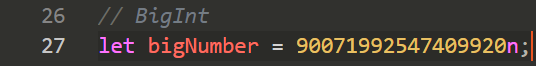 26 // BigInt
27 let bigNumber = 90071992547409920n;